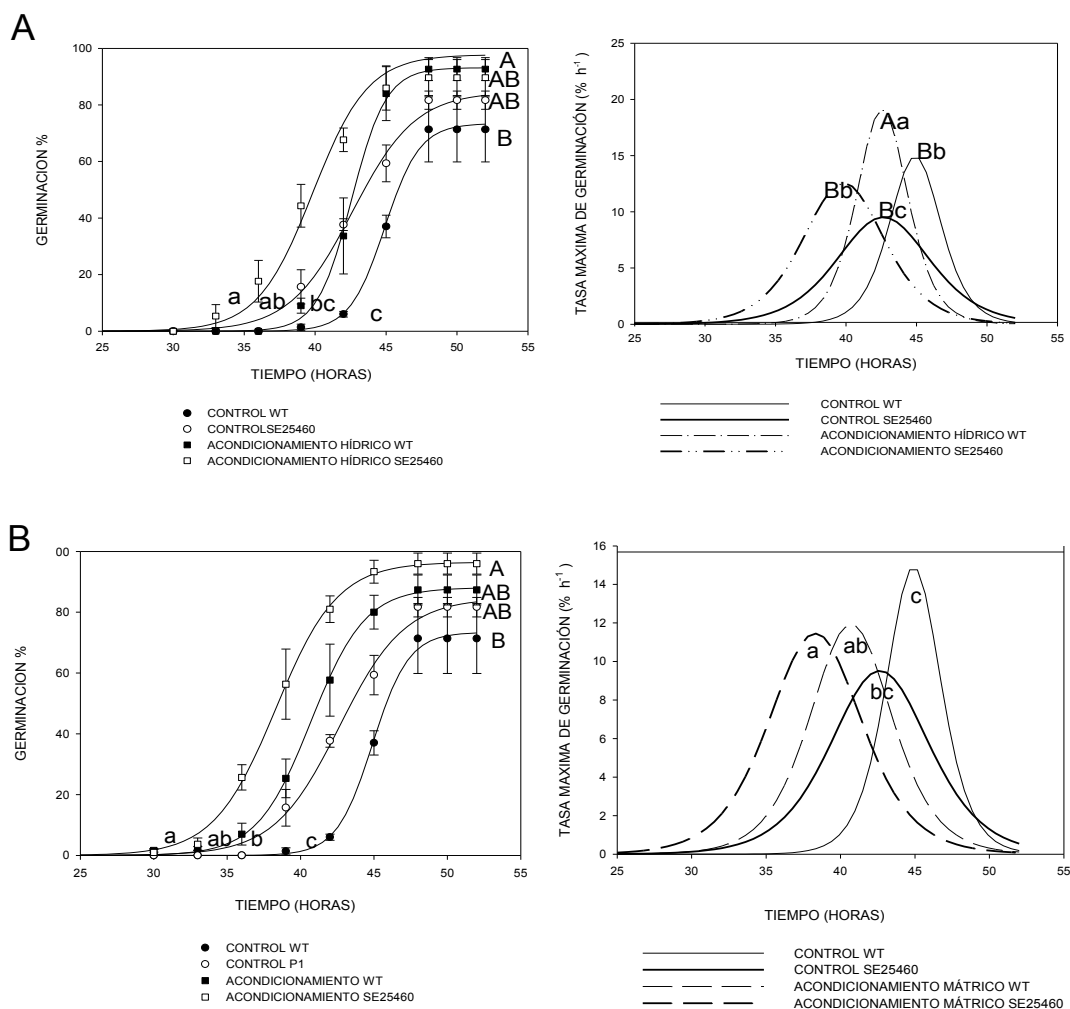 A
GERMINACION %
100
80
60
40
20
0
A
AB
AB
B
a
ab
bc
c
25 30 35 40 45 50 55
TIEMPO (HORAS)
CONTROL WT
CONTROLSE25460
ACONDICIONAMIENTO HÍDRICO WT
ACONDICIONAMIENTO HÍDRICO SE25460
TASA MAXIMA DE GERMINACIÓN (% h-1)
25
20
15
10
5
0
Aa
Bb
Bb
Bc
25 30 35 40 45 50 55
TIEMPO (HORAS)
CONTROL WT
CONTROL SE25460
ACONDICIONAMIENTO HÍDRICO WT
ACONDICIONAMIENTO SE25460
B
GERMINACION %
00
80
60
40
20
0
A
AB
AB
B
a
ab
b
c
25 30 35 40 45 50 55
TIEMPO (HORAS)
CONTROL WT
CONTROL P1
ACONDICIONAMIENTO WT
ACONDICIONAMIENTO SE25460
TASA MAXIMA DE GERMINACIÓN (% h-1)
16
14
12
10
8
6
4
2
0
c
a
ab
bc
25 30 35 40 45 50 55
TIEMPO (HORAS)
CONTROL WT
CONTROL SE25460
ACONDICIONAMIENTO MÁTRICO WT
ACONDICIONAMIENTO MÁTRICO SE25460